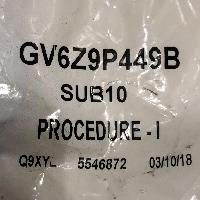 GV6Z9P449B
SUB10
PROCEDURE - I
Q9XYL 5546872 03/10/18